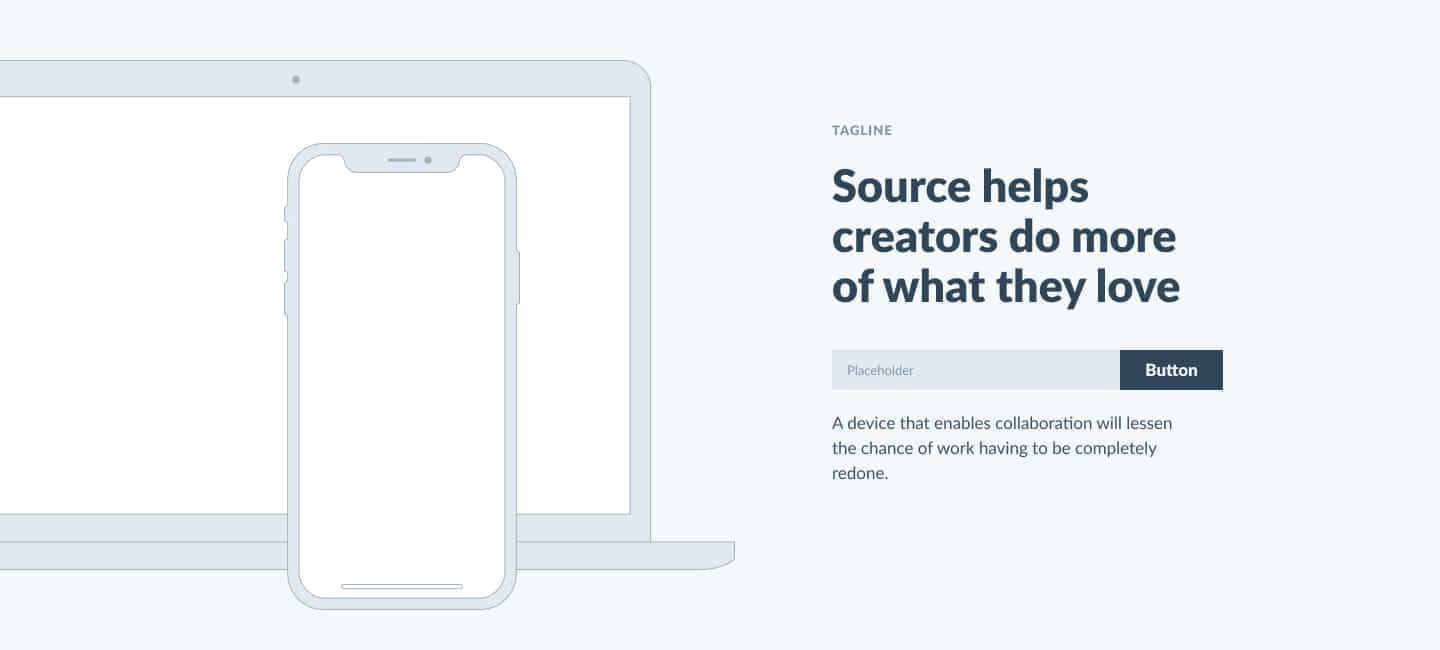 TAGLINE
Source helps
creators do more
of what they love
Placeholder
Button
A device that enables collaboration will lessen
the chance of work having to be completely
redone.